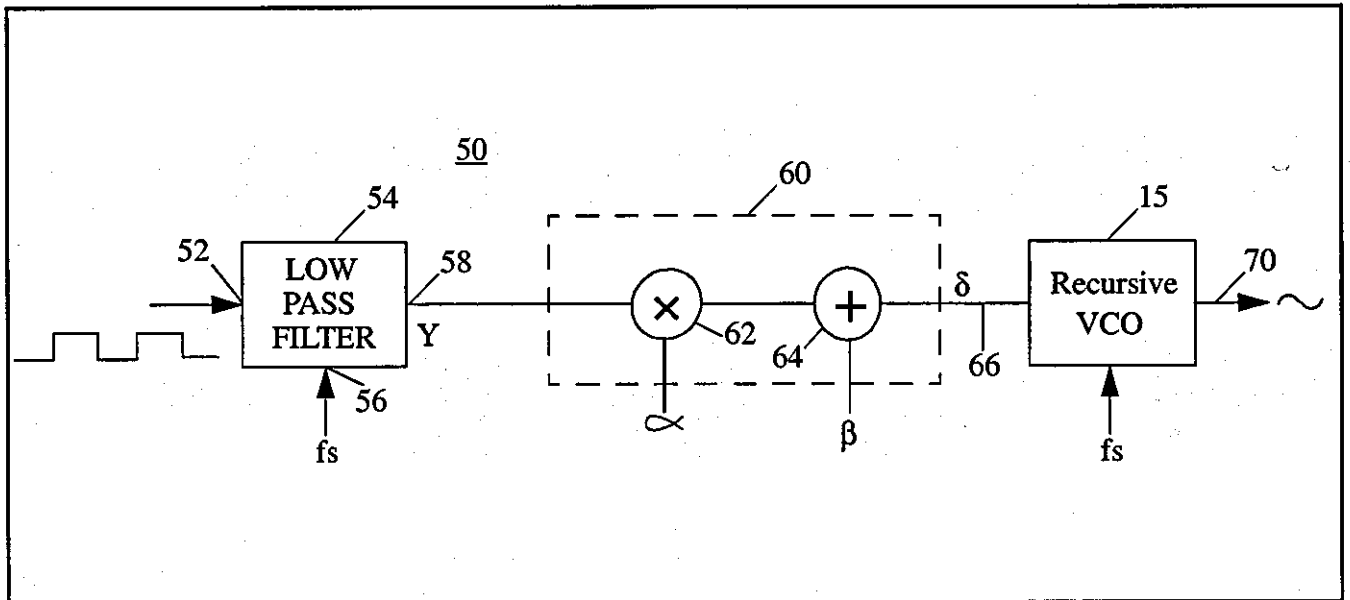 50
60
54
15
52
LOW
PASS
FILTER
58
Y
56
fs
×
62
∝
+
64
β
δ
66
Recursive
VCO
70
∼
fs